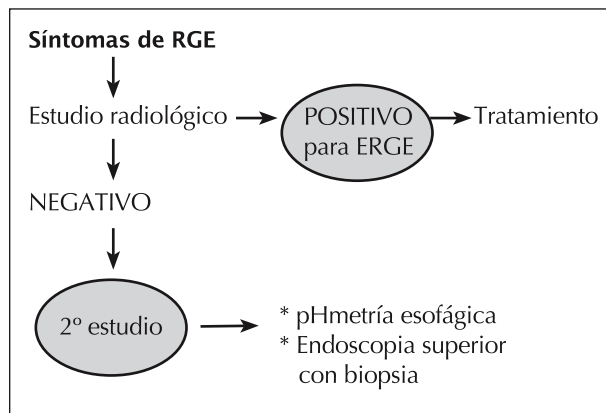 Síntomas de RGE
Estudio radiológico
POSITIVO
para ERGE
Tratamiento
NEGATIVO
2º estudio
* pHmetría esofágica
* Endoscopia superior
con biopsia